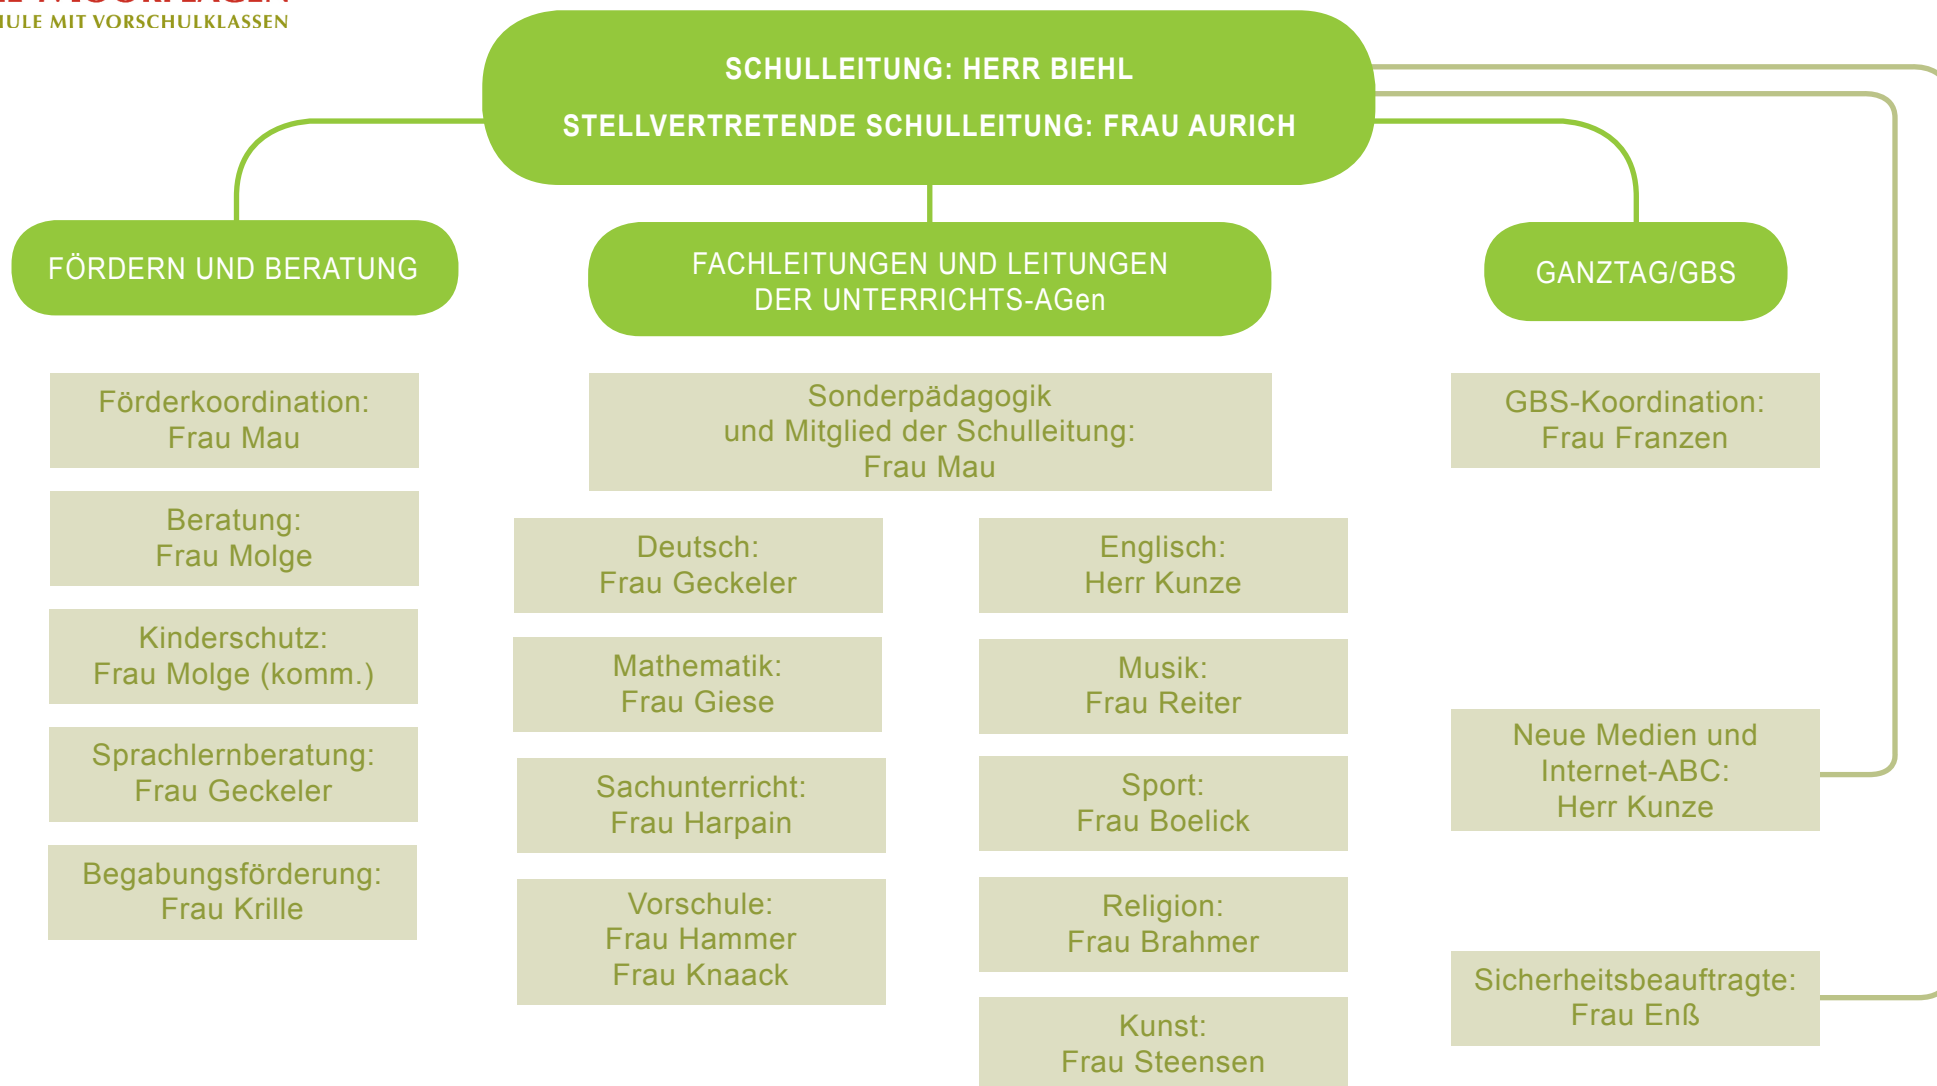 SCHULE MIT VORSCHULKLASSEN
SCHULLEITUNG: HERR BIEHL
STELLVERTRETENDE SCHULLEITUNG: FRAU AURICH
FÖRDERN UND BERATUNG
Förderkoordination:
Frau Mau
Beratung:
Frau Molge
Kinderschutz:
Frau Molge (komm.)
Sprachlernberatung:
Frau Geckeler
Begabungsförderung:
Frau Krille
FACHLEITUNGEN UND LEITUNGEN
DER UNTERRICHTS-AGen
Sonderpädagogik
und Mitglied der Schulleitung:
Frau Mau
Deutsch:
Frau Geckeler
Mathematik:
Frau Giese
Sachunterricht:
Frau Harpain
Vorschule:
Frau Hammer
Frau Knaack
Englisch:
Herr Kunze
Musik:
Frau Reiter
Sport:
Frau Boelick
Religion:
Frau Brahmer
Kunst:
Frau Steensen
GANZTAG/GBS
GBS-Koordination:
Frau Franzen
Neue Medien und
Internet-ABC:
Herr Kunze
Sicherheitsbeauftragte:
Frau Enß